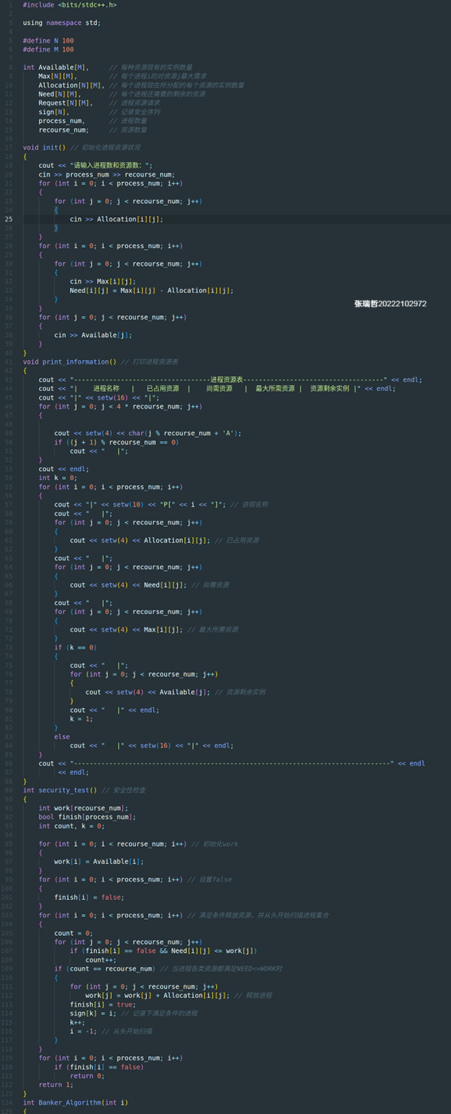 #include <bits/stdc++.h>
using namespace std;
#define N 100
#define M 100
int Available[M],      // 每种资源现有的实例数量
    Max[N][M],         // 每个进程i的对资源j最大需求
    Allocation[N][M], // 每个进程现在所分配的每个资源的实例数量
    Need[N][M],        // 每个进程还需要的剩余的资源
    Request[N][M],    // 进程资源请求
    sign[N],           // 记录安全序列
    process_num,       // 进程数量
    recourse_num;      // 资源数量
void init() // 初始化进程资源状况
{
    cout << "请输入进程数和资源数: ";
    cin >> process_num >> recourse_num;
    for (int i = 0; i < process_num; i++)
    {
        for (int j = 0; j < recourse_num; j++)
        {
            cin >> Allocation[i][j];
        }
    }
    for (int i = 0; i < process_num; i++)
    {
        for (int j = 0; j < recourse_num; j++)
        {
            cin >> Max[i][j];
            Need[i][j] = Max[i][j] - Allocation[i][j];
        }
    }
张瑞哲20222102972
    for (int j = 0; j < recourse_num; j++)
    {
        cin >> Available[j];
    }
}
void print_information() // 打印进程资源表
{
    cout << "-----------------------------------进程资源表------------------------------------" << endl;
    cout << "|    进程名称   |   已占用资源  |    尚需资源   |  最大所需资源 |  资源剩余实例 |" << endl;
    cout << "|" << setw(16) << "|";
    for (int j = 0; j < 4 * recourse_num; j++)
    {
        cout << setw(4) << char(j % recourse_num + 'A');
        if ((j + 1) % recourse_num == 0)
            cout << "   |";
    }
    cout << endl;
    int k = 0;
    for (int i = 0; i < process_num; i++)
    {
        cout << "|" << setw(10) << "P[" << i << "]"; // 进程名称
        cout << "   |";
        for (int j = 0; j < recourse_num; j++)
        {
            cout << setw(4) << Allocation[i][j]; // 已占用资源
        }
        cout << "   |";
        for (int j = 0; j < recourse_num; j++)
        {
            cout << setw(4) << Need[i][j]; // 尚需资源
        }
        cout << "   |";
        for (int j = 0; j < recourse_num; j++)
        {
            cout << setw(4) << Max[i][j]; // 最大所需资源
        }
        if (k == 0)
        {
            cout << "   |";
            for (int j = 0; j < recourse_num; j++)
            {
                cout << setw(4) << Available[j]; // 资源剩余实例
            }
            cout << "   |" << endl;
            k = 1;
        }
        else
            cout << "   |" << setw(16) << "|" << endl;
    }
    cout << "---------------------------------------------------------------------------------" << endl
         << endl;
}
int security_test() // 安全性检查
{
    int work[recourse_num];
    bool finish[process_num];
    int count, k = 0;
    for (int i = 0; i < recourse_num; i++) // 初始化work
    {
        work[i] = Available[i];
    }
    for (int i = 0; i < process_num; i++) // 设置false
    {
        finish[i] = false;
    }
    for (int i = 0; i < process_num; i++) // 满足条件释放资源，并从头开始扫描进程集合
    {
        count = 0;
        for (int j = 0; j < recourse_num; j++)
            if (finish[i] == false && Need[i][j] <= work[j])
                count++;
        if (count == recourse_num) // 当进程各类资源都满足NEED<=WORK时
        {
            for (int j = 0; j < recourse_num; j++)
                work[j] = work[j] + Allocation[i][j]; // 释放进程
            finish[i] = true;
            sign[k] = i; // 记录下满足条件的进程
            k++;
            i = -1; // 从头开始扫描
        }
    }
    for (int i = 0; i < process_num; i++)
        if (finish[i] == false)
            return 0;
    return 1;
}
int Banker_Algorithm(int i)
{